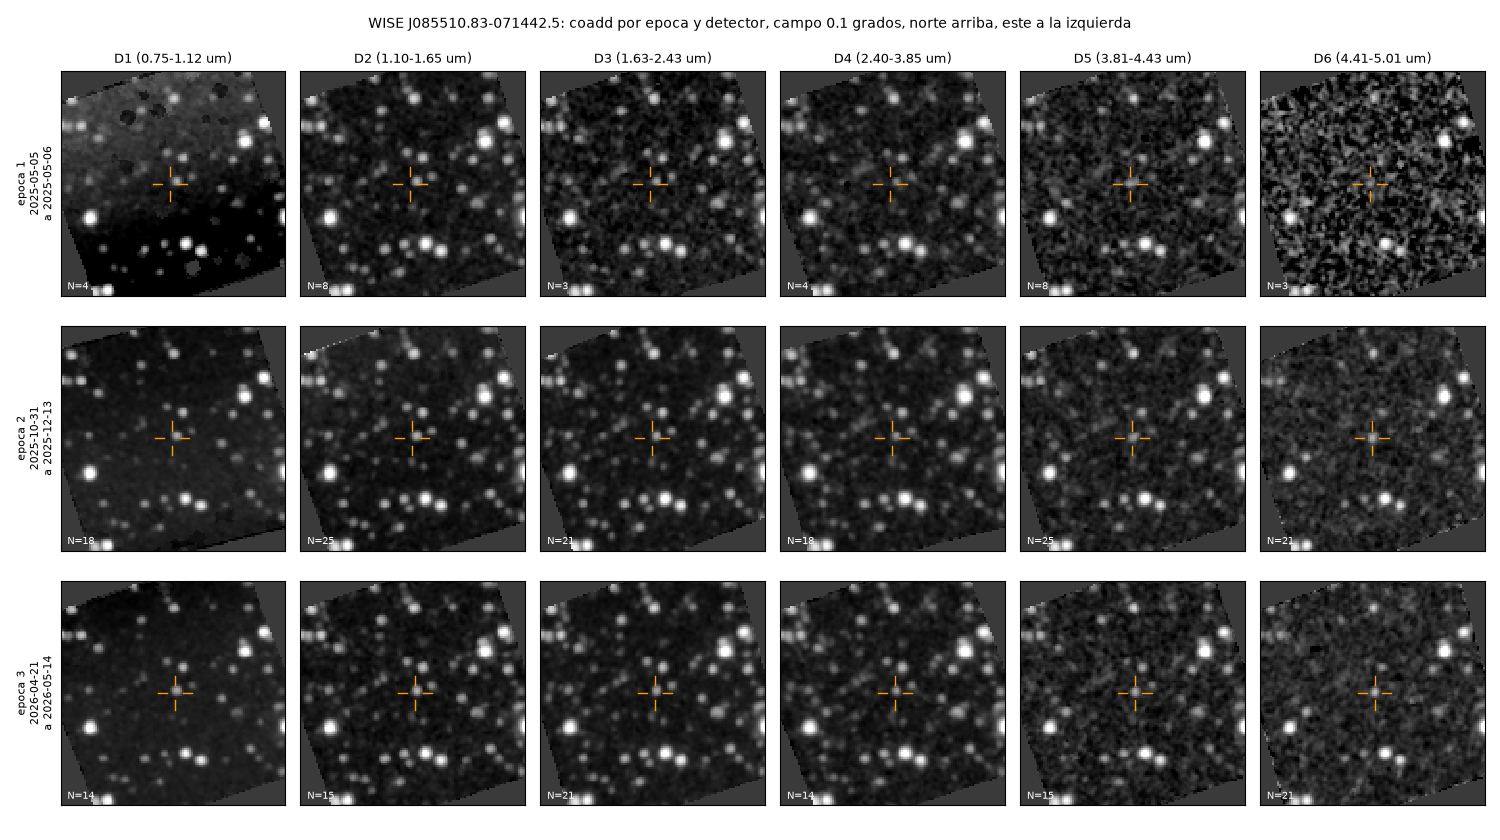 WISE J085510.83-071442.5: coadd por epoca y detector, campo 0.1 grados, norte arriba, este a la izquierda
D1 (0.75-1.12 um)
D2 (1.10-1.65 um)
D3 (1.63-2.43 um)
D4 (2.40-3.85 um)
D5 (3.81-4.43 um)
D6 (4.41-5.01 um)
epoca 1
2025-05-05
a 2025-05-06
N=4
N=8
N=3
N=4
N=8
N=3
epoca 2
2025-10-31
a 2025-12-13
N=18
N=25
N=21
N=18
N=25
N=21
epoca 3
2026-04-21
a 2026-05-14
N=14
N=15
N=21
N=14
N=15
N=21